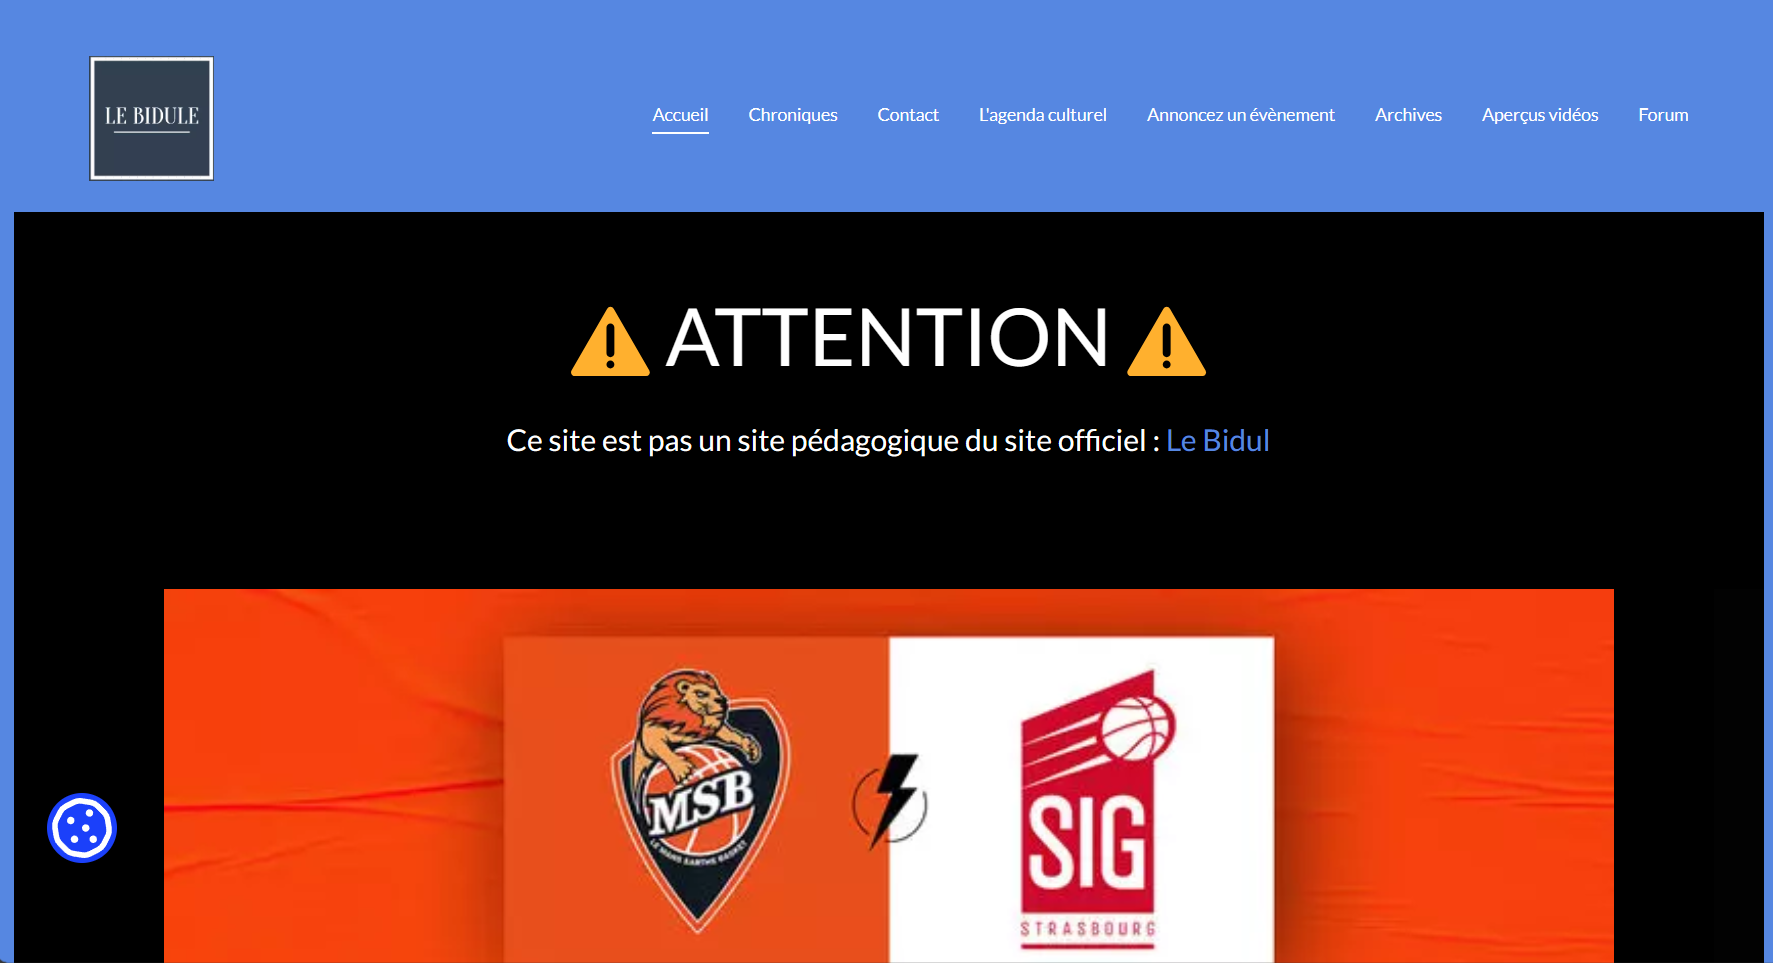 LE BIDULE
Accueil Chroniques Contact L'agenda culturel Annoncez un évènement Archives Aperçus vidéos Forum
ATTENTION
Ce site est pas un site pédagogique du site officiel : Le Bidul
MSB
LE MANS SARTHE BASKET
SIG
STRASBOURG